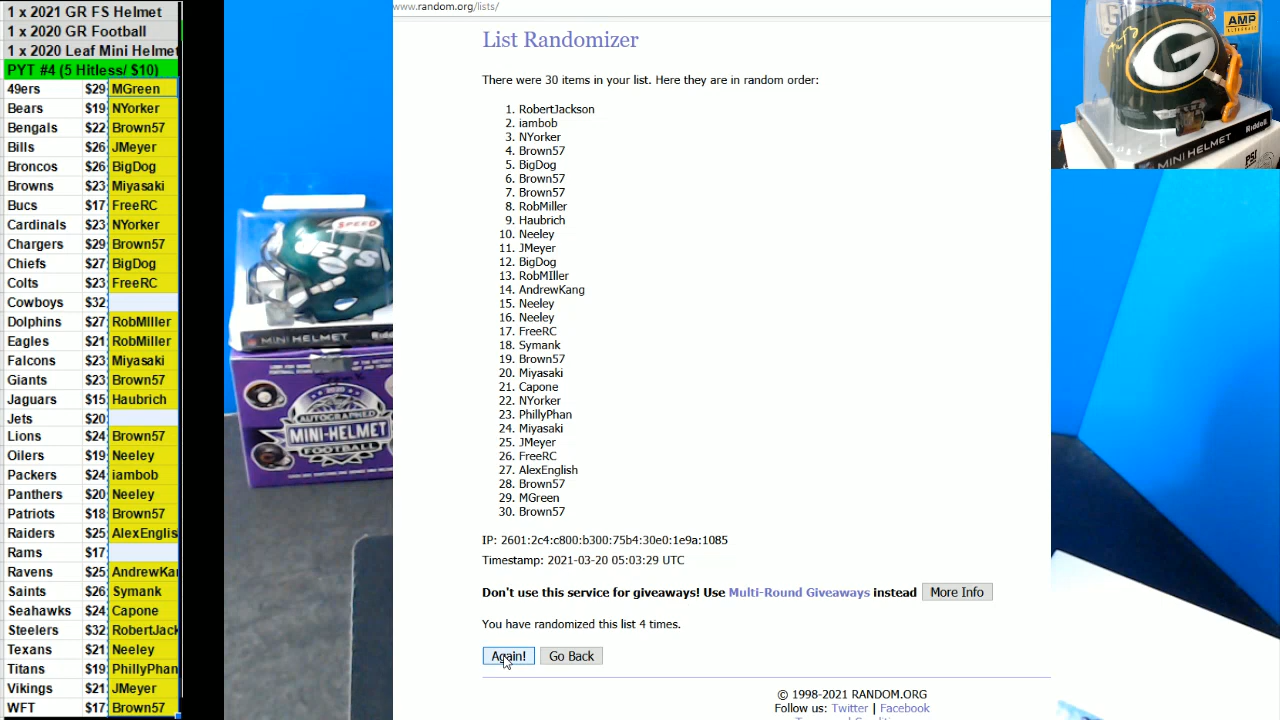 1 x 2021 GR FS Helmet
1 x 2020 GR Football
1 x 2020 Leaf Mini Helmet
PYT #4 (5 Hitless/ $10)
49ers $29 MGreen
Bears $19 NYorker
Bengals $22 Brown57
Bills $26 JMeyer
Broncos $26 BigDog
Browns $23 Miyasaki
Bucs $17 FreeRC
Cardinals $23 NYorker
Chargers $29 Brown57
Chiefs $27 BigDog
Colts $23 FreeRC
Cowboys $32
Dolphins $27 RobMIller
Eagles $21 RobMiller
Falcons $23 Miyasaki
Giants $23 Brown57
Jaguars $15 Haubrich
Jets $20
Lions $24 Brown57
Oilers $19 Neeley
Packers $24 iambob
Panthers $20 Neeley
Patriots $18 Brown57
Raiders $25 AlexEnglis
Rams $17
Ravens $25 AndrewKa
Saints $26 Symank
Seahawks $24 Capone
Steelers $32 RobertJack
Texans $21 Neeley
Titans $19 PhillyPhan
Vikings $21 JMeyer
WFT $17 Brown57
SPEED
JETS
MINI HELMET
Ridde
AUTOGRAPHED
MINI-HELMET
FOOTBALL
www.random.org/lists/
List Randomizer
There were 30 items in your list. Here they are in random order:
1. RobertJackson
2. iambob
3. NYorker
4. Brown57
5. BigDog
6. Brown57
7. Brown57
8. RobMiller
9. Haubrich
10. Neeley
11. JMeyer
12. BigDog
13. RobMIller
14. AndrewKang
15. Neeley
16. Neeley
17. FreeRC
18. Symank
19. Brown57
20. Miyasaki
21. Capone
22. NYorker
23. PhillyPhan
24. Miyasaki
25. JMeyer
26. FreeRC
27. AlexEnglish
28. Brown57
29. MGreen
30. Brown57
IP: 2601:2c4:c800:b300:75b4:30e0:1e9a:1085
Timestamp: 2021-03-20 05:03:29 UTC
Don't use this service for giveaways! Use Multi-Round Giveaways instead More Info
You have randomized this list 4 times.
Again! Go Back
© 1998-2021 RANDOM.ORG
Follow us: Twitter | Facebook
AMP
ALTERNATE
G
MINI HELMET
Riddell